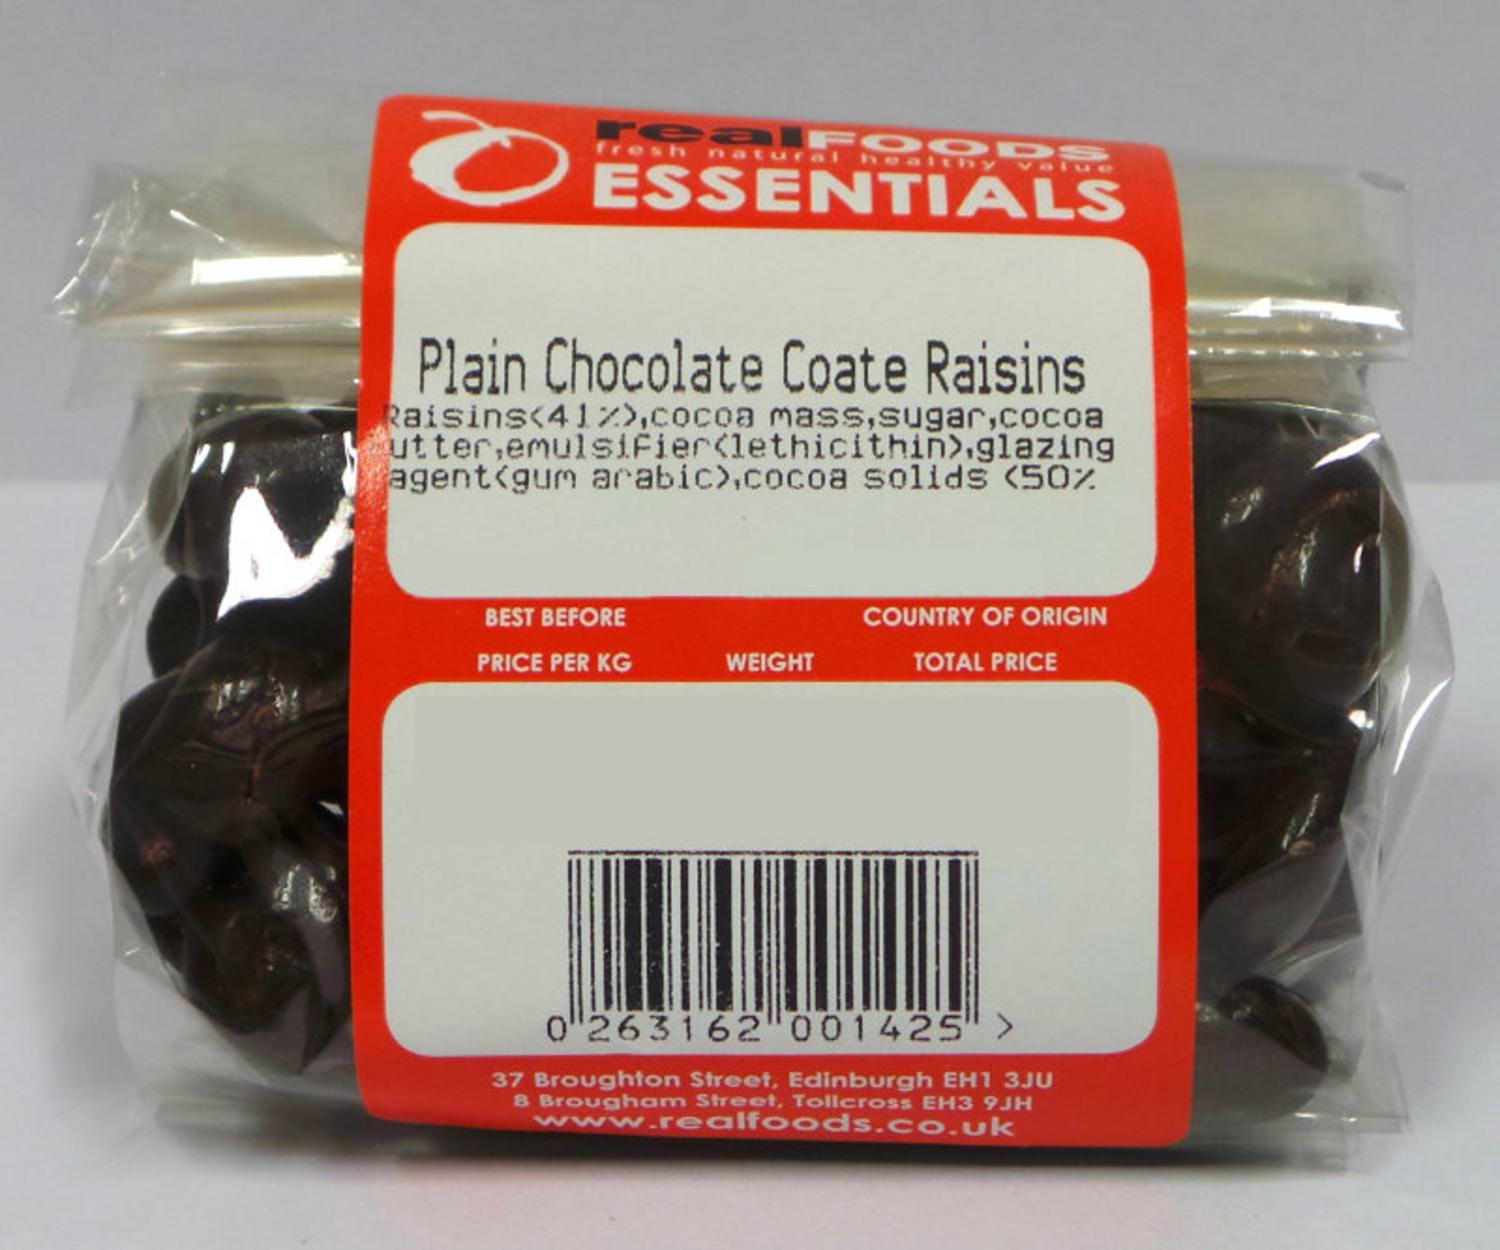 realFOODS
fresh natural healthy value
ESSENTIALS
Plain Chocolate Coate Raisins
Raisins(41%),cocoa mass,sugar,cocoa
utter,emulsifier(lethicithin),glazing
agent(gum arabic),cocoa solids (50%
BEST BEFORE COUNTRY OF ORIGIN
PRICE PER KG WEIGHT TOTAL PRICE
0 263162 001425 >
37 Broughton Street, Edinburgh EH1 3JU
8 Brougham Street, Tollcross EH3 9JH
www.realfoods.co.uk